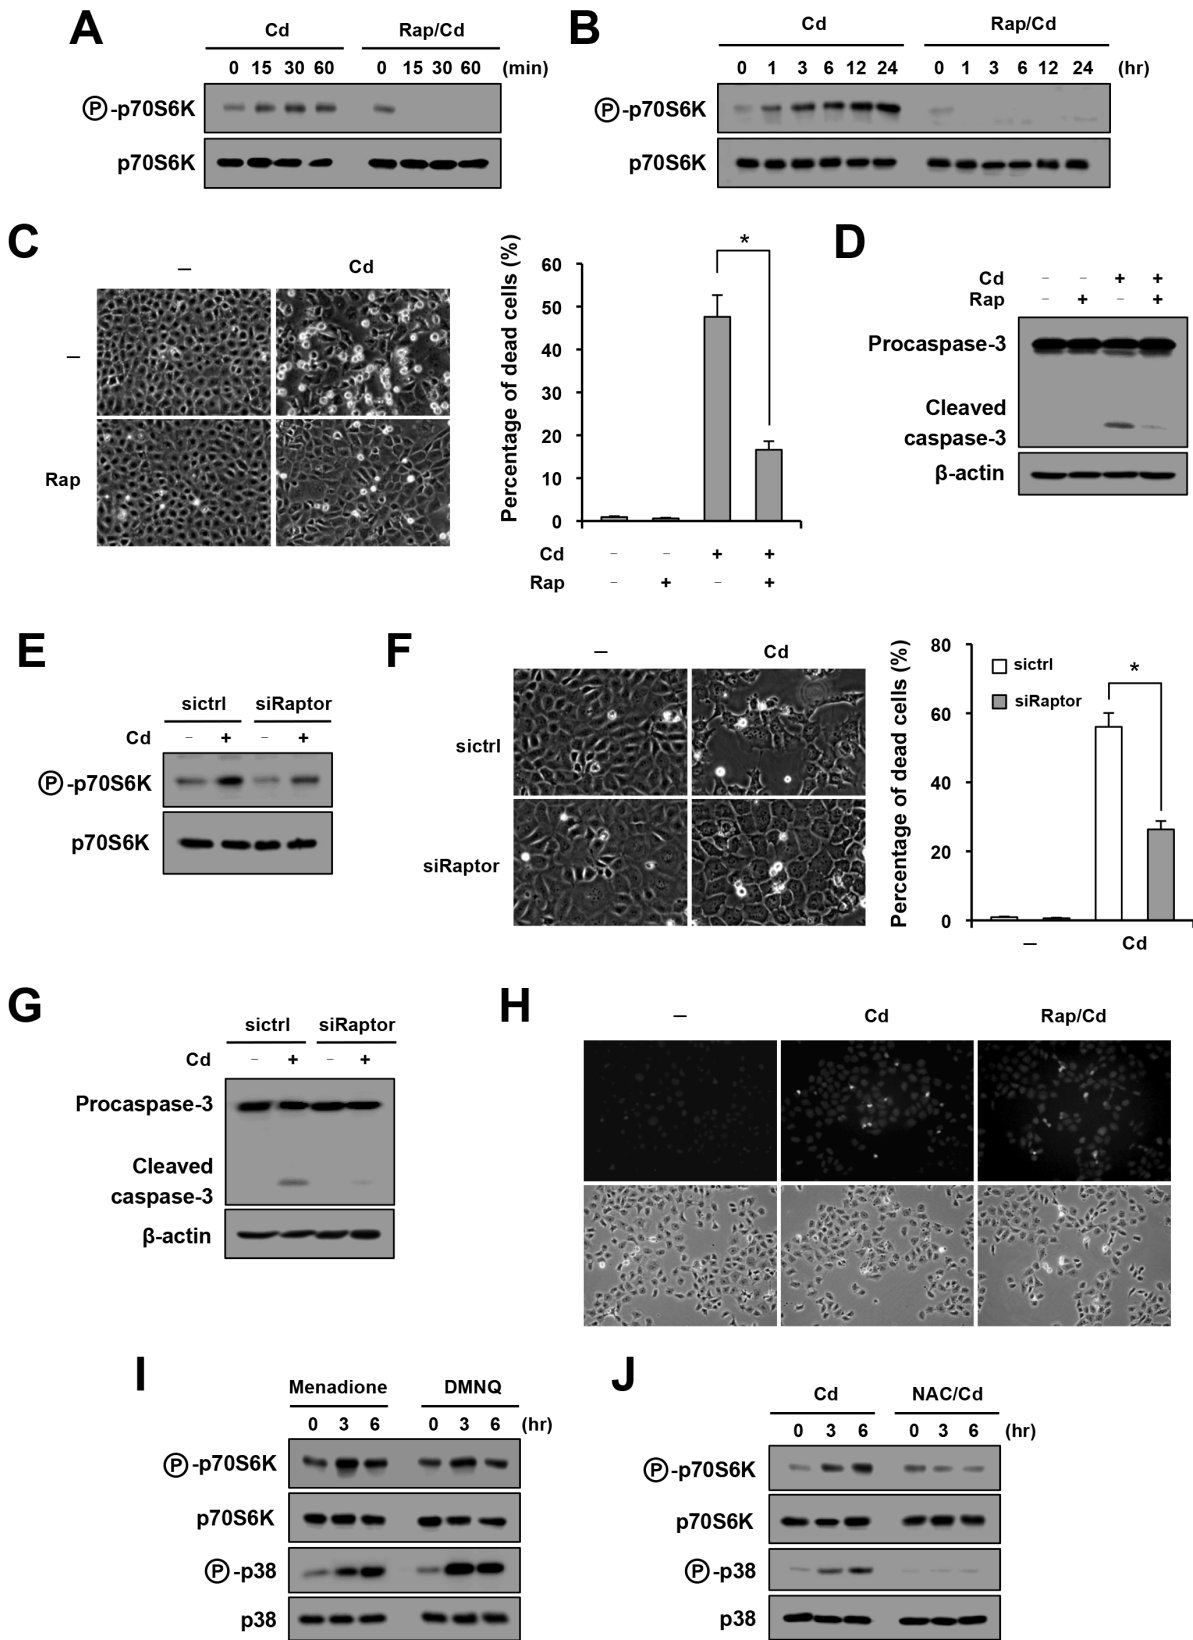 A
Cd Rap/Cd
0 15 30 60 0 15 30 60 (min)
Ⓟ-p70S6K
p70S6K
B
Cd Rap/Cd
0 1 3 6 12 24 0 1 3 6 12 24 (hr)
Ⓟ-p70S6K
p70S6K
C
– Cd
–
Rap
Percentage of dead cells (%)
60
50
40
30
20
10
0
*
Cd – – + +
Rap – + – +
D
Cd – – + +
Rap – + – +
Procaspase-3
Cleaved
caspase-3
β-actin
E
sictrl siRaptor
Cd – + – +
Ⓟ-p70S6K
p70S6K
F
– Cd
sictrl
siRaptor
Percentage of dead cells (%)
80
60
40
20
0
sictrl
siRaptor
*
– Cd
G
sictrl siRaptor
Cd – + – +
Procaspase-3
Cleaved
caspase-3
β-actin
H
– Cd Rap/Cd
I
Menadione DMNQ
0 3 6 0 3 6 (hr)
Ⓟ-p70S6K
p70S6K
Ⓟ-p38
p38
J
Cd NAC/Cd
0 3 6 0 3 6 (hr)
Ⓟ-p70S6K
p70S6K
Ⓟ-p38
p38